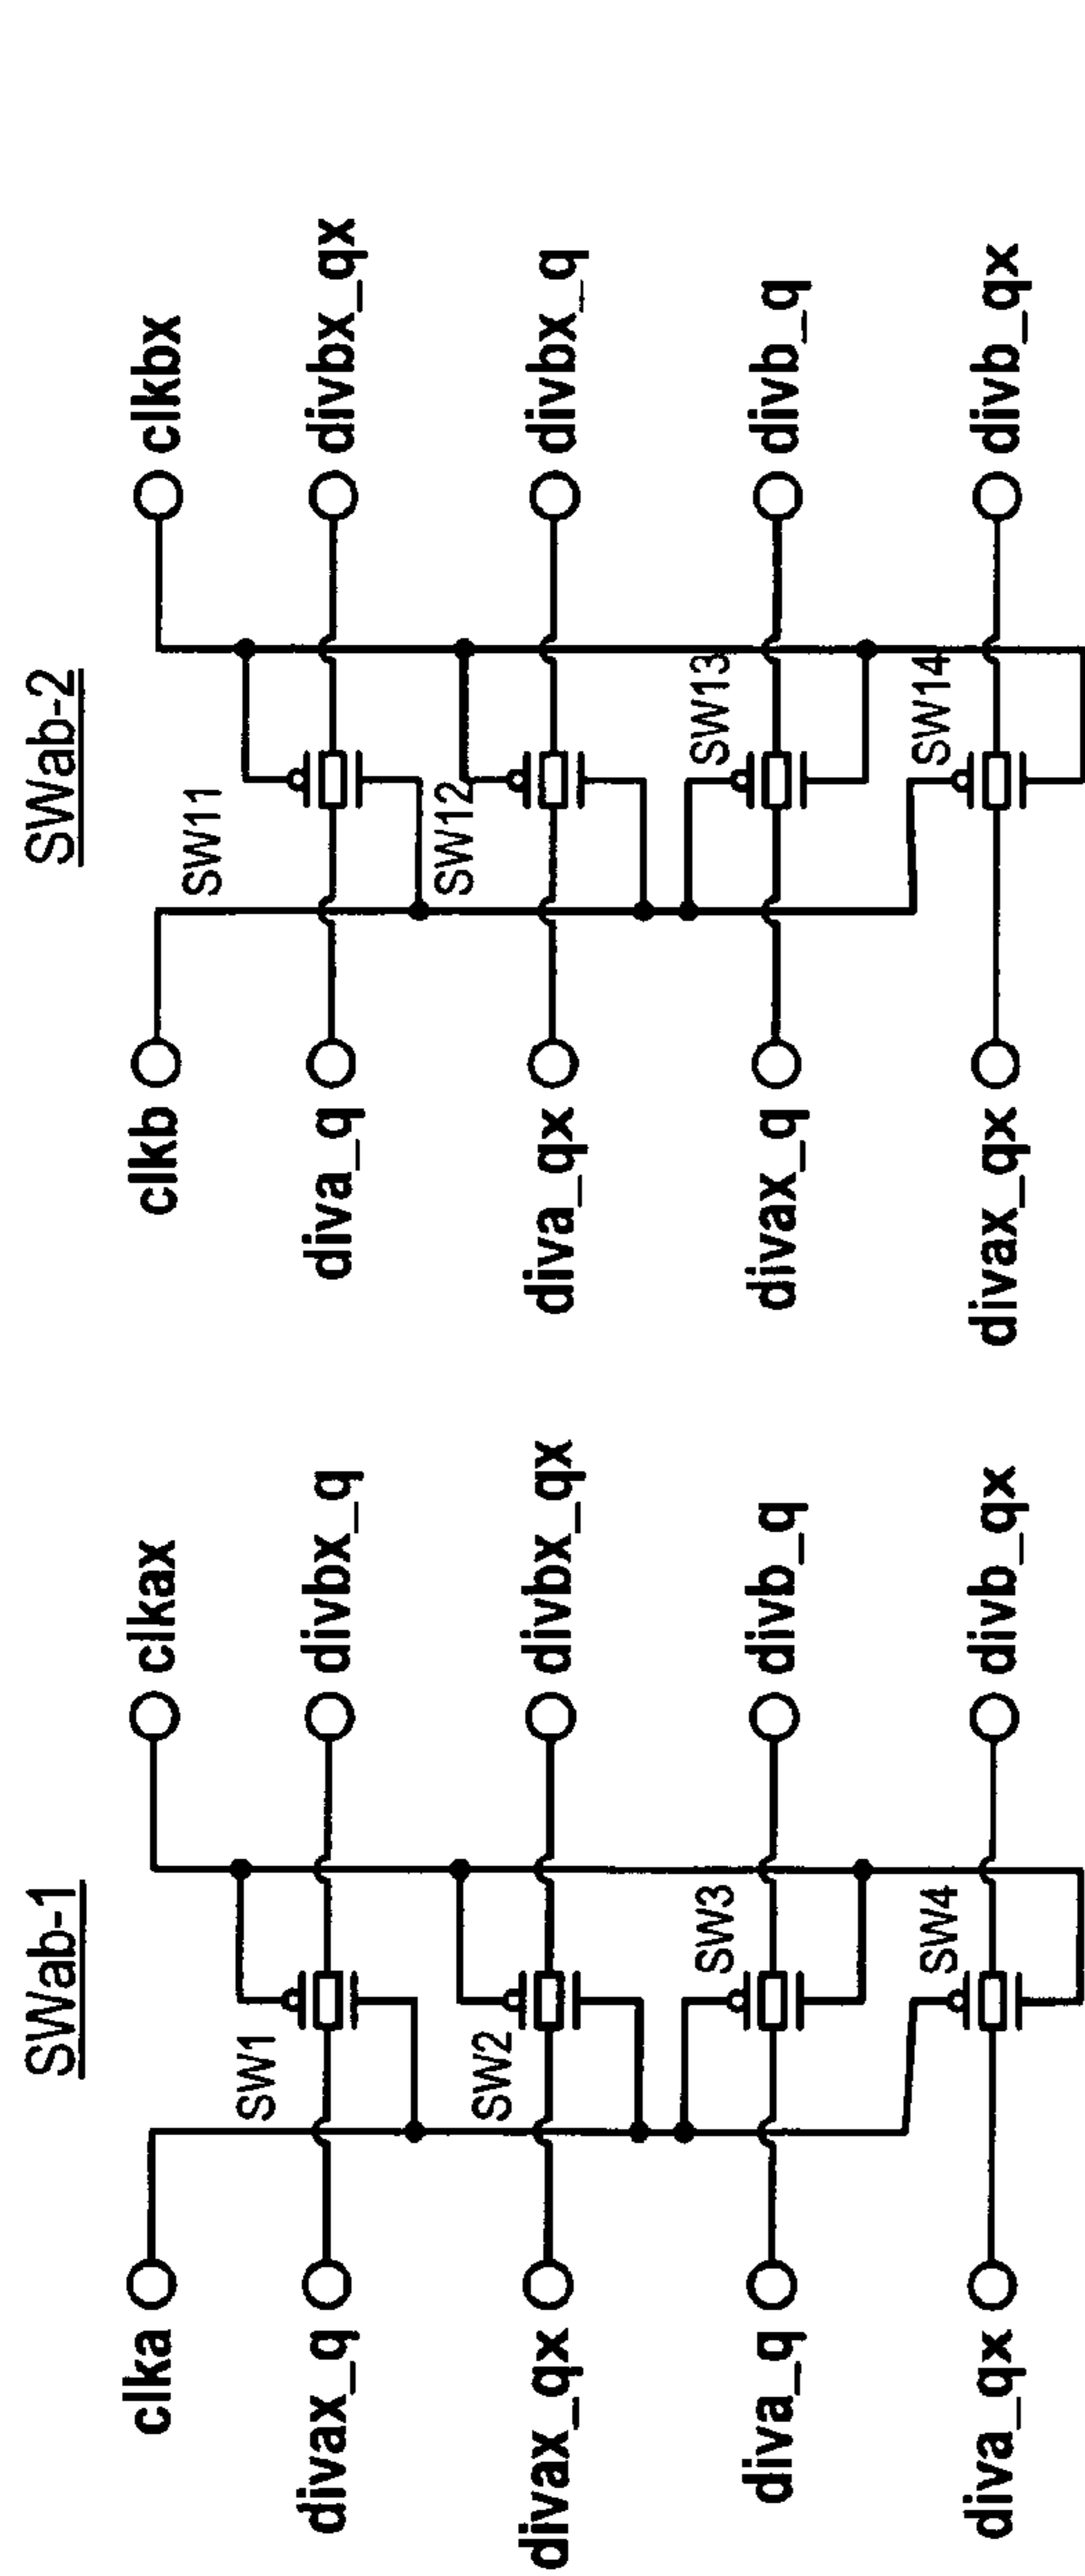 SWab-1
clka
clkax
SW1
divax_q
divbx_q
SW2
divax_qx
divbx_qx
SW3
diva_q
divb_q
SW4
diva_qx
divb_qx
SWab-2
clkb
clkbx
SW11
diva_q
divbx_qx
SW12
diva_qx
divbx_q
SW13
divax_q
divb_q
SW14
divax_qx
divb_qx